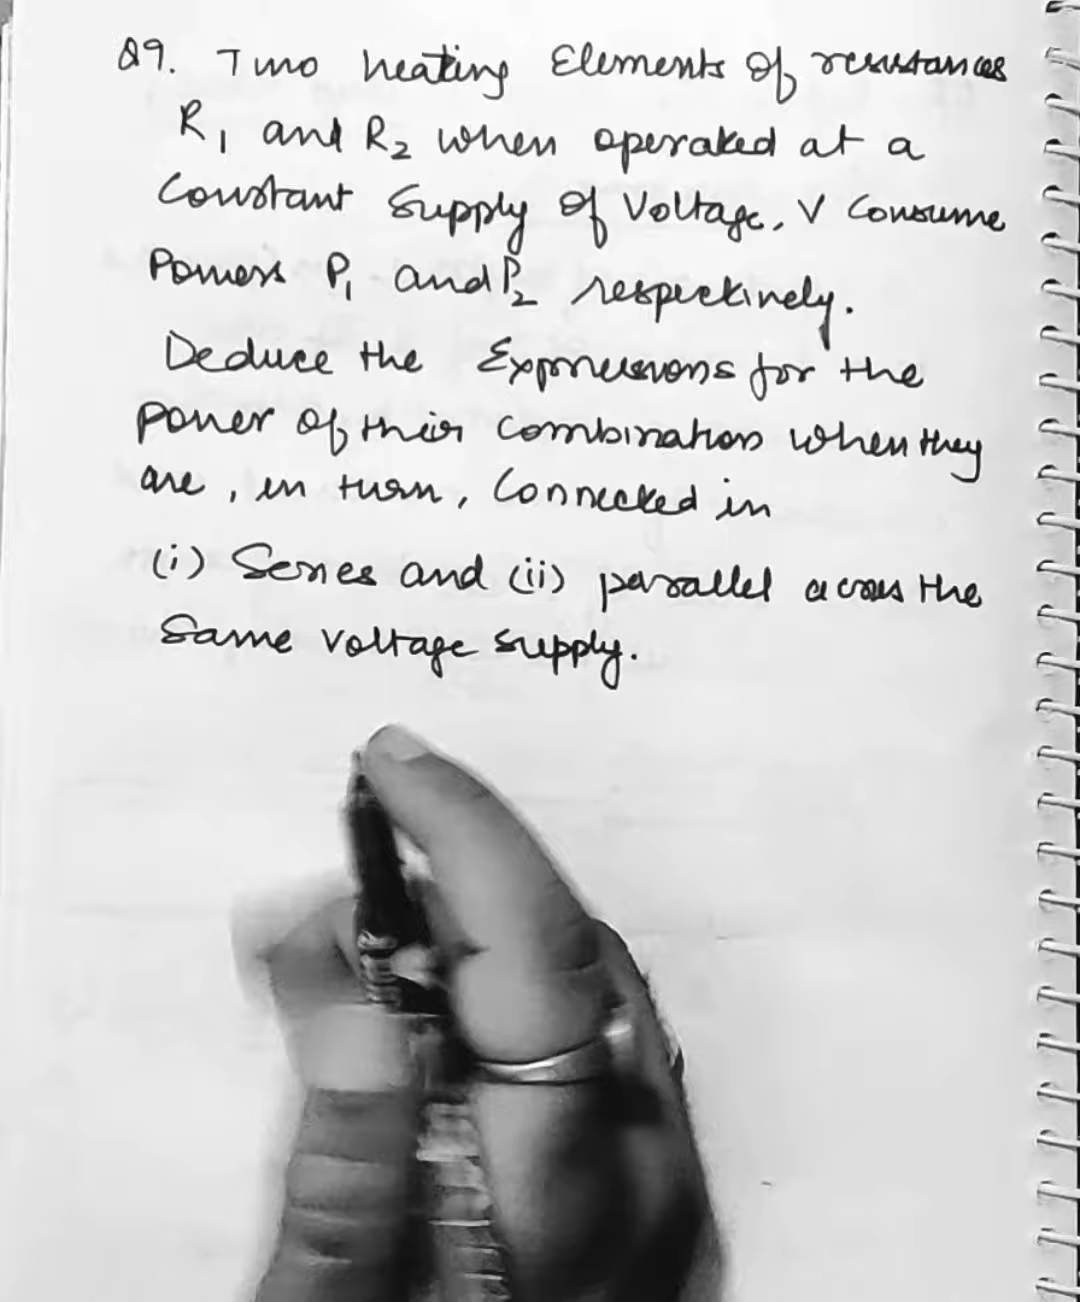 Q9. Two heating Elements of resistances
R1 and R2 when operated at a
Constant Supply of Voltage, V Consume
Powers P1 and P2 respectively.
Deduce the Expressions for the
power of their combination when they
are, in turn, Connected in
(i) Series and (ii) parallel across the
Same voltage supply.